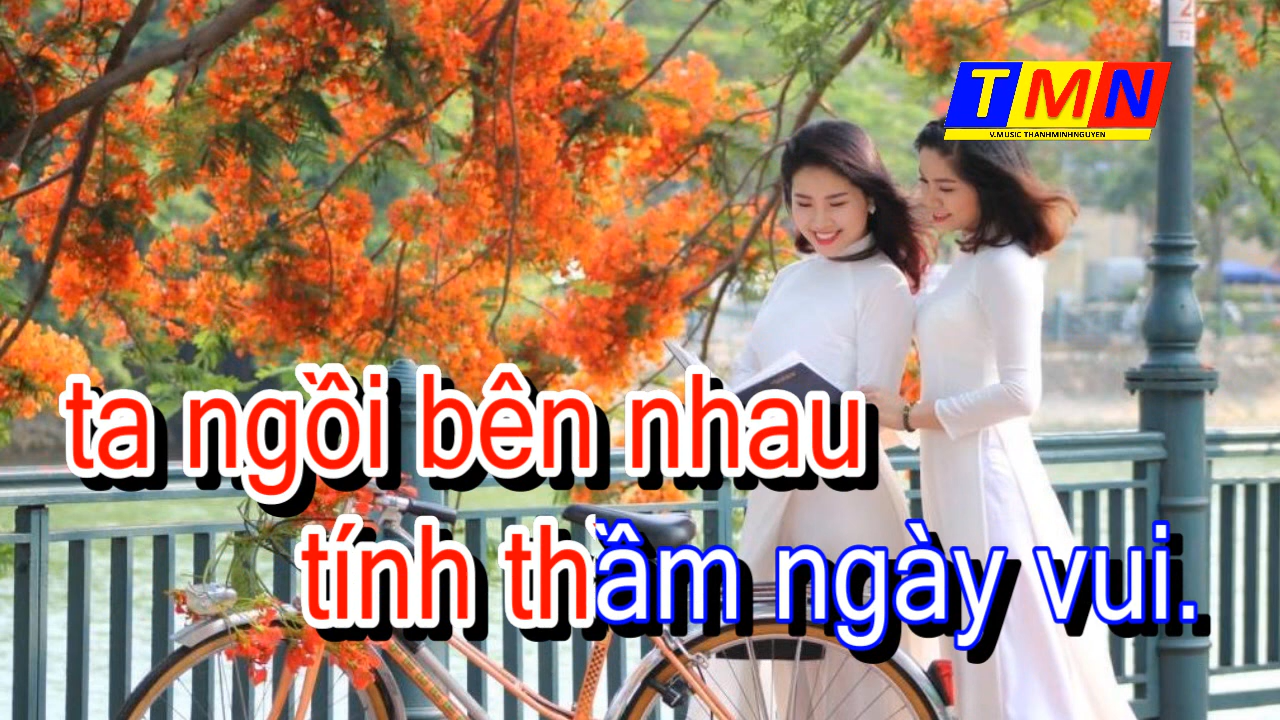 TMN
V.MUSIC THANHMINHNGUYEN
ta ngồi bên nhau
tính thầm ngày vui.